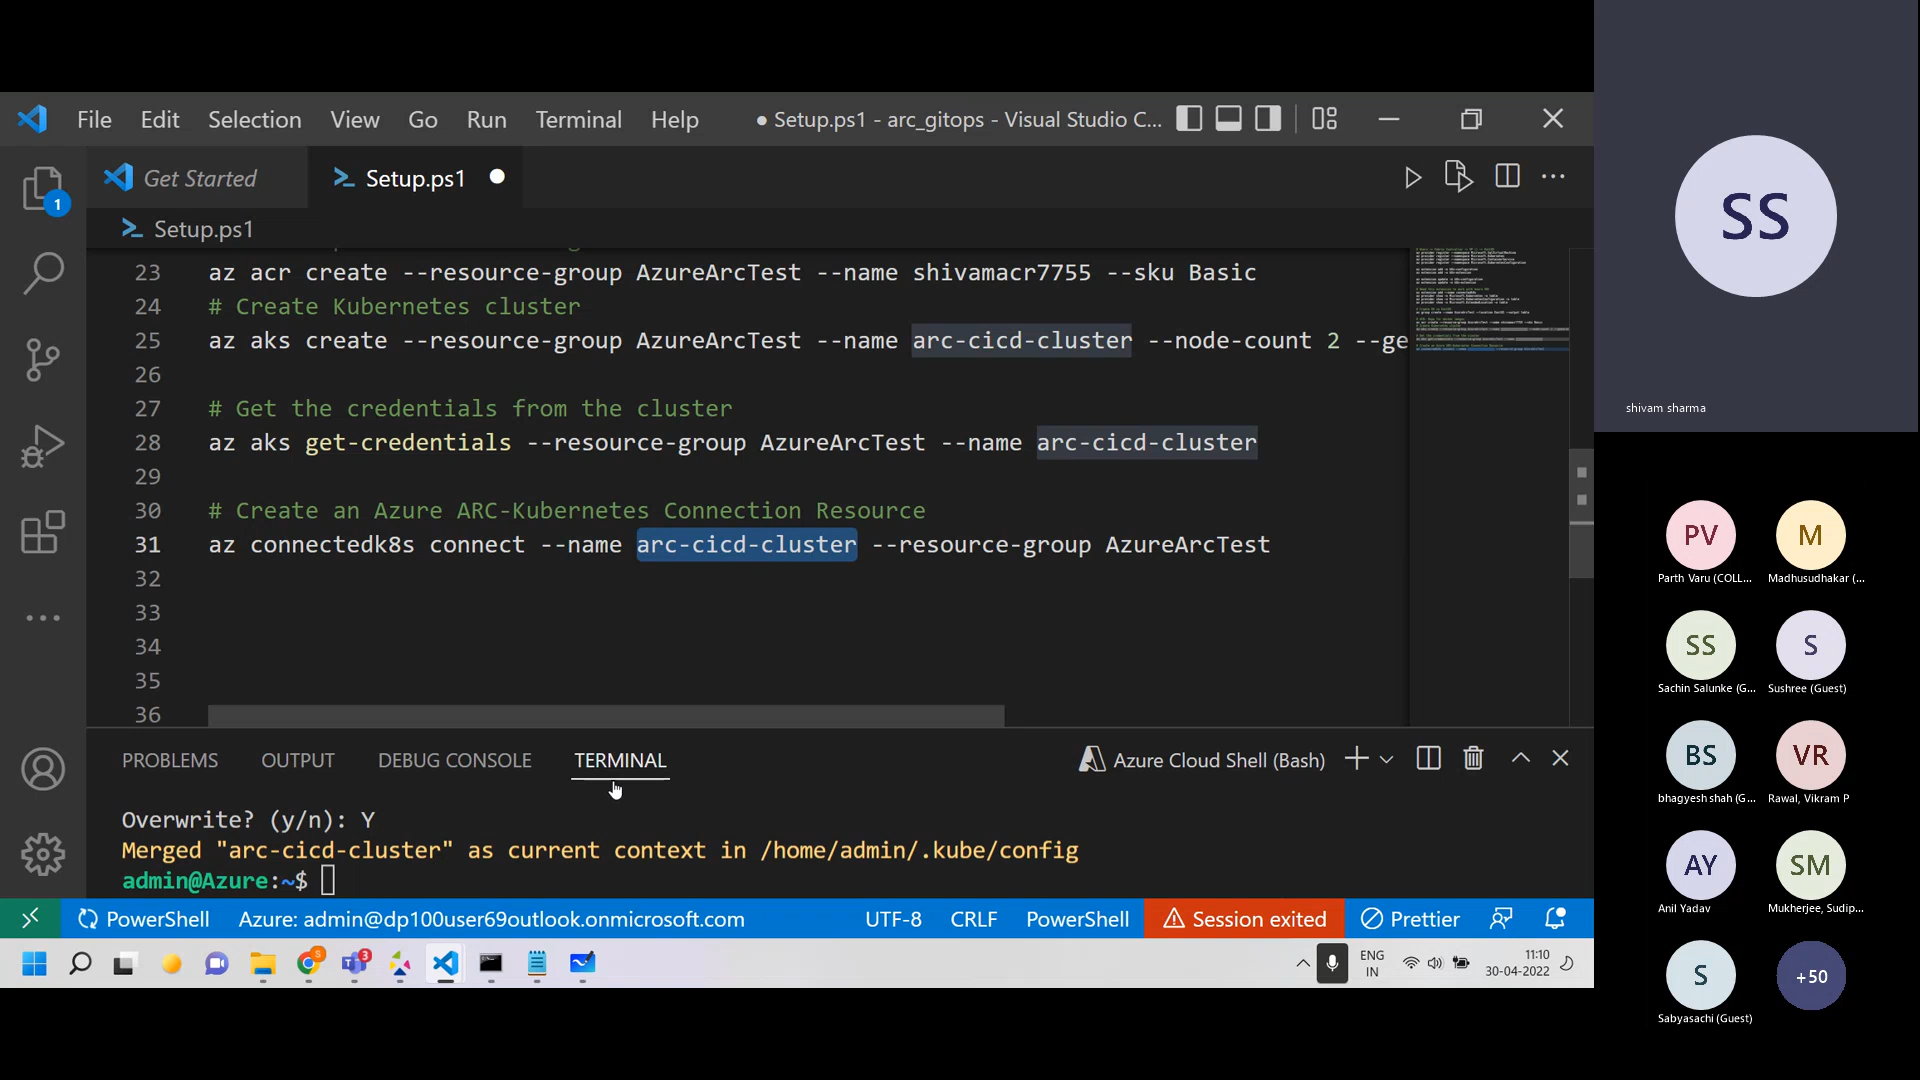 File Edit Selection View Go Run Terminal Help ● Setup.ps1 - arc_gitops - Visual Studio C...
Get Started Setup.ps1
1
Setup.ps1
23 az acr create --resource-group AzureArcTest --name shivamacr7755 --sku Basic
24 # Create Kubernetes cluster
25 az aks create --resource-group AzureArcTest --name arc-cicd-cluster --node-count 2 --ge
26
27 # Get the credentials from the cluster
28 az aks get-credentials --resource-group AzureArcTest --name arc-cicd-cluster
29
30 # Create an Azure ARC-Kubernetes Connection Resource
31 az connectedk8s connect --name arc-cicd-cluster --resource-group AzureArcTest
32
33
34
35
36
PROBLEMS OUTPUT DEBUG CONSOLE TERMINAL Azure Cloud Shell (Bash)
Overwrite? (y/n): Y
Merged "arc-cicd-cluster" as current context in /home/admin/.kube/config
admin@Azure:~$
PowerShell Azure: admin@dp100user69outlook.onmicrosoft.com UTF-8 CRLF PowerShell Session exited Prettier
S 3 ENG IN 11:10 30-04-2022
SS
shivam sharma
PV M
Parth Varu (COLL... Madhusudhakar (...
SS S
Sachin Salunke (G... Sushree (Guest)
BS VR
bhagyesh shah (G... Rawal, Vikram P
AY SM
Anil Yadav Mukherjee, Sudip...
S +50
Sabyasachi (Guest)